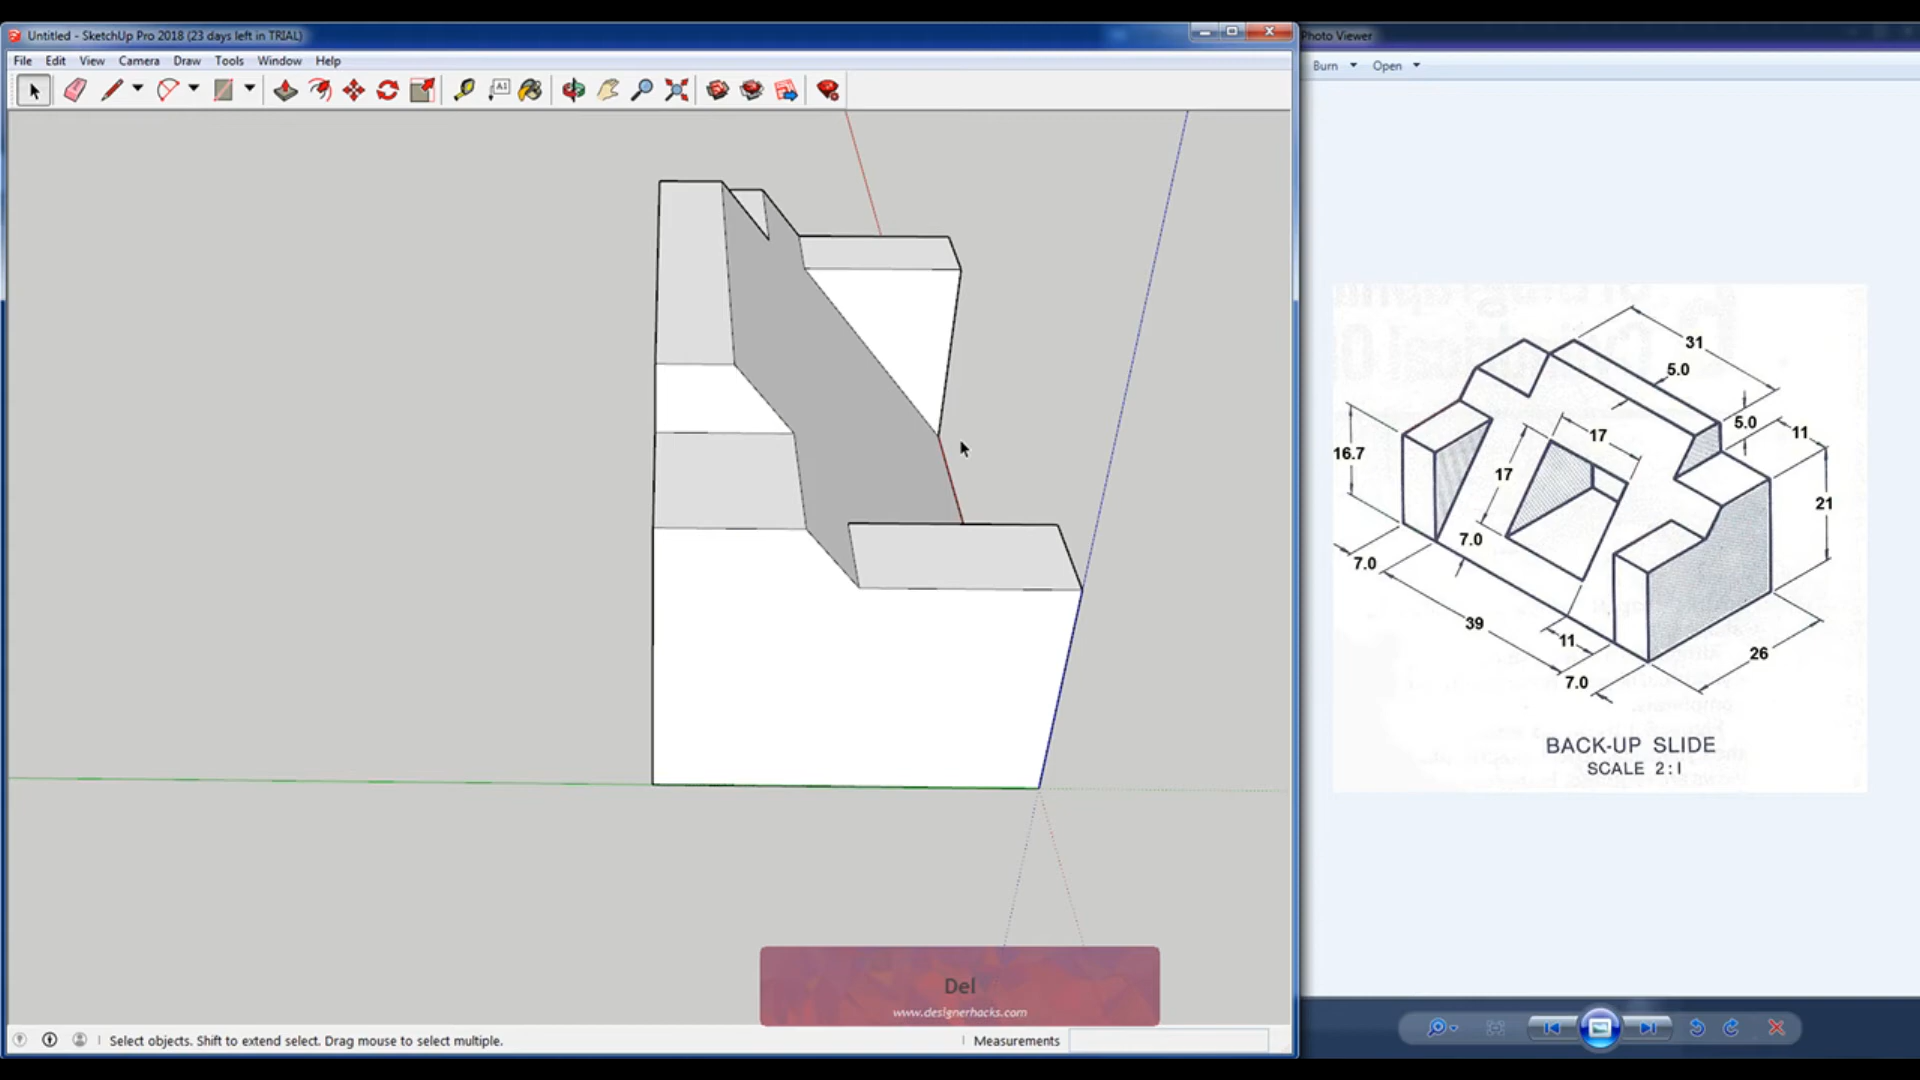 Untitled - SketchUp Pro 2018 (23 days left in TRIAL)
File Edit View Camera Draw Tools Window Help
A1
Photo Viewer
Burn Open
31
5.0
5.0
11
17
16.7
17
21
7.0
7.0
39
11
26
7.0
BACK-UP SLIDE
SCALE 2:1
Del
www.designerhacks.com
Select objects. Shift to extend select. Drag mouse to select multiple.
Measurements